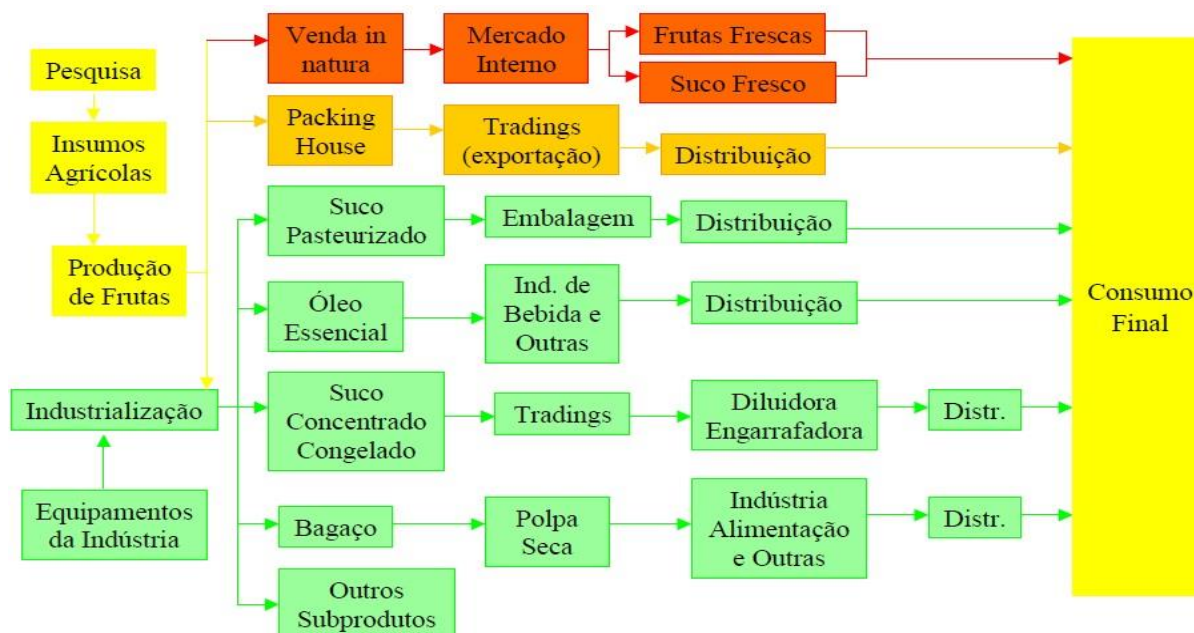 Pesquisa
Insumos
Agrícolas
Produção
de Frutas
Industrialização
Equipamentos
da Indústria
Venda in
natura
Mercado
Interno
Frutas Frescas
Suco Fresco
Packing
House
Tradings
(exportação)
Distribuição
Suco
Pasteurizado
Embalagem
Distribuição
Óleo
Essencial
Ind. de
Bebida e
Outras
Distribuição
Suco
Concentrado
Congelado
Tradings
Diluidora
Engarrafadora
Distr.
Bagaço
Polpa
Seca
Indústria
Alimentação
e Outras
Distr.
Outros
Subprodutos
Consumo
Final